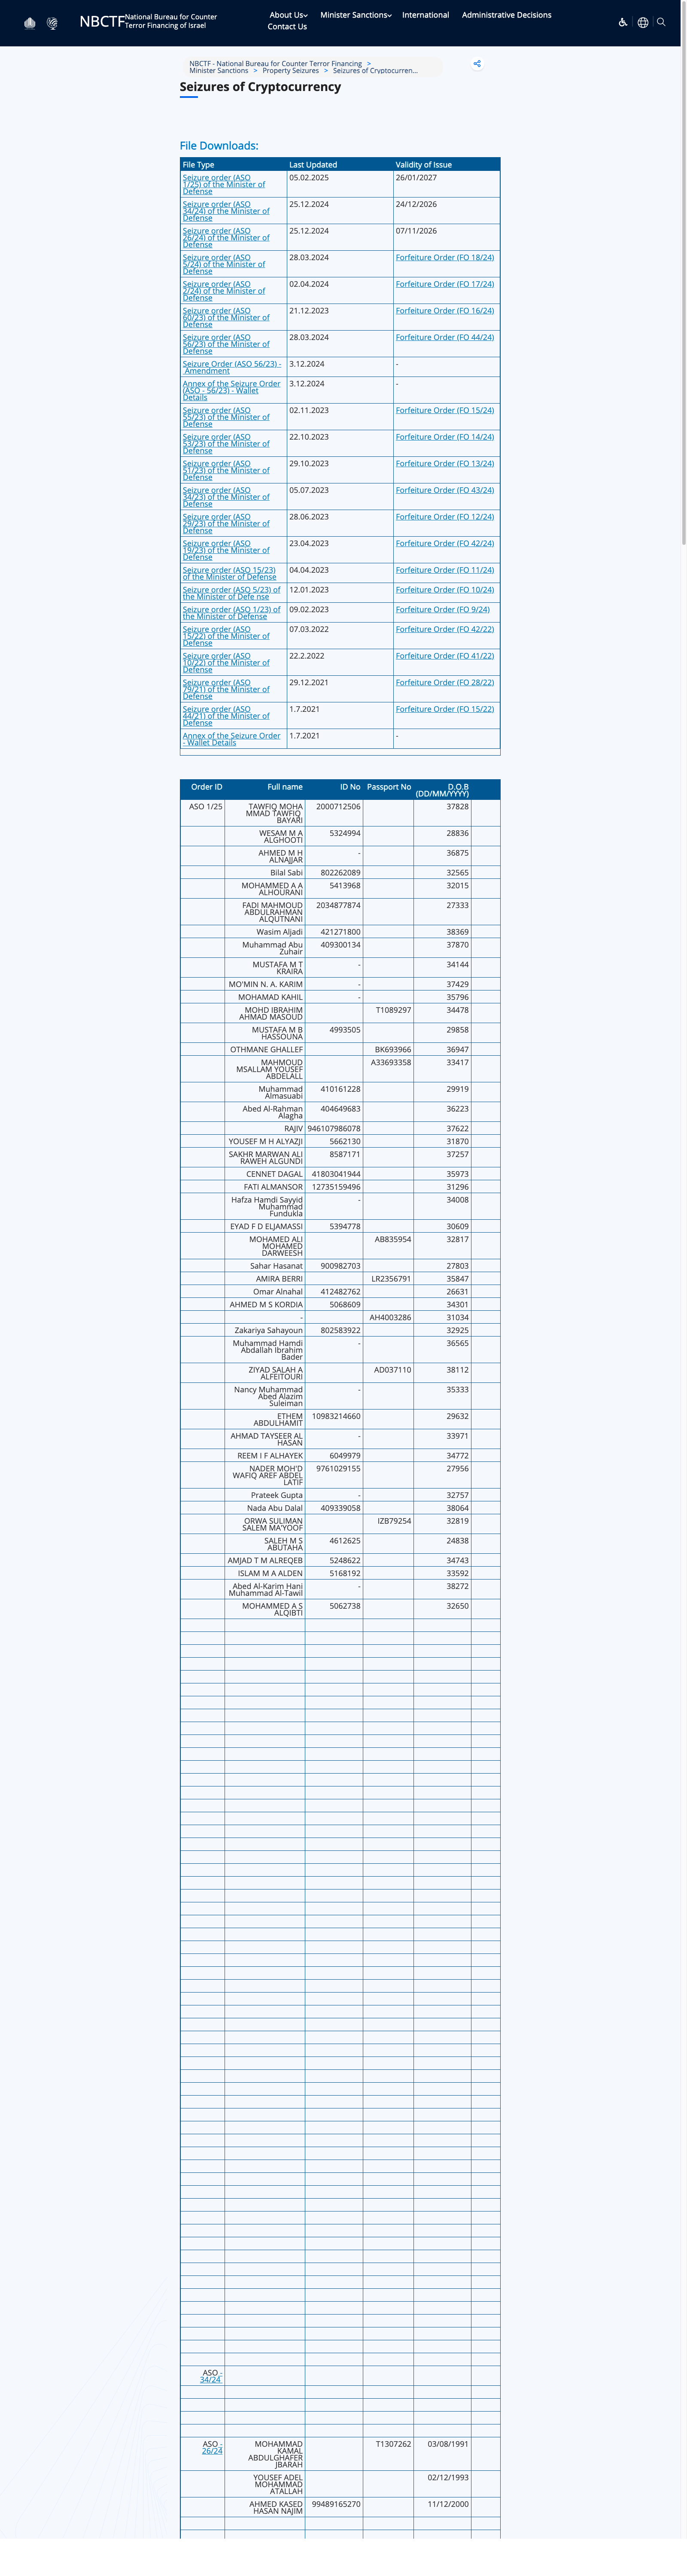 NBCTF
National Bureau for Counter
Terror Financing of Israel
About Us Minister Sanctions International Administrative Decisions
Contact Us
NBCTF - National Bureau for Counter Terror Financing >
Minister Sanctions > Property Seizures > Seizures of Cryptocurren...
Seizures of Cryptocurrency
File Downloads:
File Type Last Updated Validity of Issue
Seizure order (ASO 05.02.2025 26/01/2027
1/25) of the Minister of
Defense
Seizure order (ASO 25.12.2024 24/12/2026
34/24) of the Minister of
Defense
Seizure order (ASO 25.12.2024 07/11/2026
26/24) of the Minister of
Defense
Seizure order (ASO 28.03.2024 Forfeiture Order (FO 18/24)
5/24) of the Minister of
Defense
Seizure order (ASO 02.04.2024 Forfeiture Order (FO 17/24)
2/24) of the Minister of
Defense
Seizure order (ASO 21.12.2023 Forfeiture Order (FO 16/24)
60/23) of the Minister of
Defense
Seizure order (ASO 28.03.2024 Forfeiture Order (FO 44/24)
56/23) of the Minister of
Defense
Seizure Order (ASO 56/23) - 3.12.2024 -
Amendment
Annex of the Seizure Order 3.12.2024 -
(ASO - 56/23) - Wallet
Details
Seizure order (ASO 02.11.2023 Forfeiture Order (FO 15/24)
55/23) of the Minister of
Defense
Seizure order (ASO 22.10.2023 Forfeiture Order (FO 14/24)
53/23) of the Minister of
Defense
Seizure order (ASO 29.10.2023 Forfeiture Order (FO 13/24)
51/23) of the Minister of
Defense
Seizure order (ASO 05.07.2023 Forfeiture Order (FO 43/24)
34/23) of the Minister of
Defense
Seizure order (ASO 28.06.2023 Forfeiture Order (FO 12/24)
29/23) of the Minister of
Defense
Seizure order (ASO 23.04.2023 Forfeiture Order (FO 42/24)
19/23) of the Minister of
Defense
Seizure order (ASO 15/23) 04.04.2023 Forfeiture Order (FO 11/24)
of the Minister of Defense
Seizure order (ASO 5/23) of 12.01.2023 Forfeiture Order (FO 10/24)
the Minister of Defe nse
Seizure order (ASO 1/23) of 09.02.2023 Forfeiture Order (FO 9/24)
the Minister of Defense
Seizure order (ASO 07.03.2022 Forfeiture Order (FO 42/22)
15/22) of the Minister of
Defense
Seizure order (ASO 22.2.2022 Forfeiture Order (FO 41/22)
10/22) of the Minister of
Defense
Seizure order (ASO 29.12.2021 Forfeiture Order (FO 28/22)
79/21) of the Minister of
Defense
Seizure order (ASO 1.7.2021 Forfeiture Order (FO 15/22)
44/21) of the Minister of
Defense
Annex of the Seizure Order 1.7.2021 -
- Wallet Details
Order ID Full name ID No Passport No D.O.B
(DD/MM/YYYY)
ASO 1/25 TAWFIQ MOHA 2000712506 37828
MMAD TAWFIQ
BAYARI
WESAM M A 5324994 28836
ALGHOOTI
AHMED M H - 36875
ALNAJJAR
Bilal Sabi 802262089 32565
MOHAMMED A A 5413968 32015
ALHOURANI
FADI MAHMOUD 2034877874 27333
ABDULRAHMAN
ALQUTNANI
Wasim Aljadi 421271800 38369
Muhammad Abu 409300134 37870
Zuhair
MUSTAFA M T - 34144
KRAIRA
MO'MIN N. A. KARIM - 37429
MOHAMAD KAHIL - 35796
MOHD IBRAHIM T1089297 34478
AHMAD MASOUD
MUSTAFA M B 4993505 29858
HASSOUNA
OTHMANE GHALLEF BK693966 36947
MAHMOUD A33693358 33417
MSALLAM YOUSEF
ABDELALL
Muhammad 410161228 29919
Almasuabi
Abed Al-Rahman 404649683 36223
Alagha
RAJIV 946107986078 37622
YOUSEF M H ALYAZJI 5662130 31870
SAKHR MARWAN ALI 8587171 37257
RAWEH ALGUNDI
CENNET DAGAL 41803041944 35973
FATI ALMANSOR 12735159496 31296
Hafza Hamdi Sayyid - 34008
Muhammad
Fundukla
EYAD F D ELJAMASSI 5394778 30609
MOHAMED ALI AB835954 32817
MOHAMED
DARWEESH
Sahar Hasanat 900982703 27803
AMIRA BERRI LR2356791 35847
Omar Alnahal 412482762 26631
AHMED M S KORDIA 5068609 34301
- AH4003286 31034
Zakariya Sahayoun 802583922 32925
Muhammad Hamdi - 36565
Abdallah Ibrahim
Bader
ZIYAD SALAH A AD037110 38112
ALFEITOURI
Nancy Muhammad - 35333
Abed Alazim
Suleiman
ETHEM 10983214660 29632
ABDULHAMIT
AHMAD TAYSEER AL - 33971
HASAN
REEM I F ALHAYEK 6049979 34772
NADER MOH'D 9761029155 27956
WAFIQ AREF ABDEL
LATIF
Prateek Gupta - 32757
Nada Abu Dalal 409339058 38064
ORWA SULIMAN IZB79254 32819
SALEM MA'YOOF
SALEH M S 4612625 24838
ABUTAHA
AMJAD T M ALREQEB 5248622 34743
ISLAM M A ALDEN 5168192 33592
Abed Al-Karim Hani - 38272
Muhammad Al-Tawil
MOHAMMED A S 5062738 32650
ALQIBTI
ASO -
34/24
ASO - MOHAMMAD T1307262 03/08/1991
26/24 KAMAL
ABDULGHAFER
JBARAH
YOUSEF ADEL 02/12/1993
MOHAMMAD
ATALLAH
AHMED KASED 99489165270 11/12/2000
HASAN NAJIM